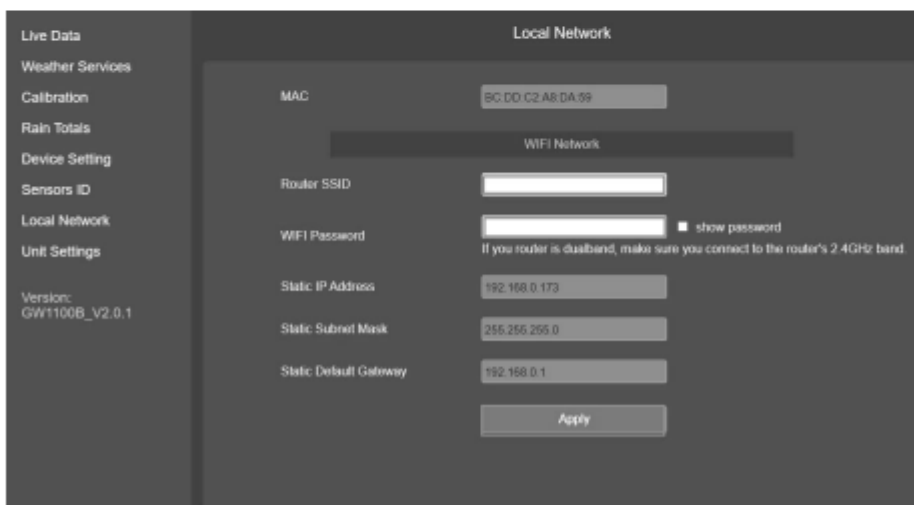 Live Data
Weather Services
Calibration
Rain Totals
Device Setting
Sensors ID
Local Network
Unit Settings
Version:
GW1100B_V2.0.1
Local Network
MAC
BC:DD:C2:A8:DA:59
WIFI Network
Router SSID
WIFI Password
show password
If you router is dualband, make sure you connect to the router's 2.4GHz band.
Static IP Address
192.168.0.173
Static Subnet Mask
255.255.255.0
Static Default Gateway
192.168.0.1
Apply